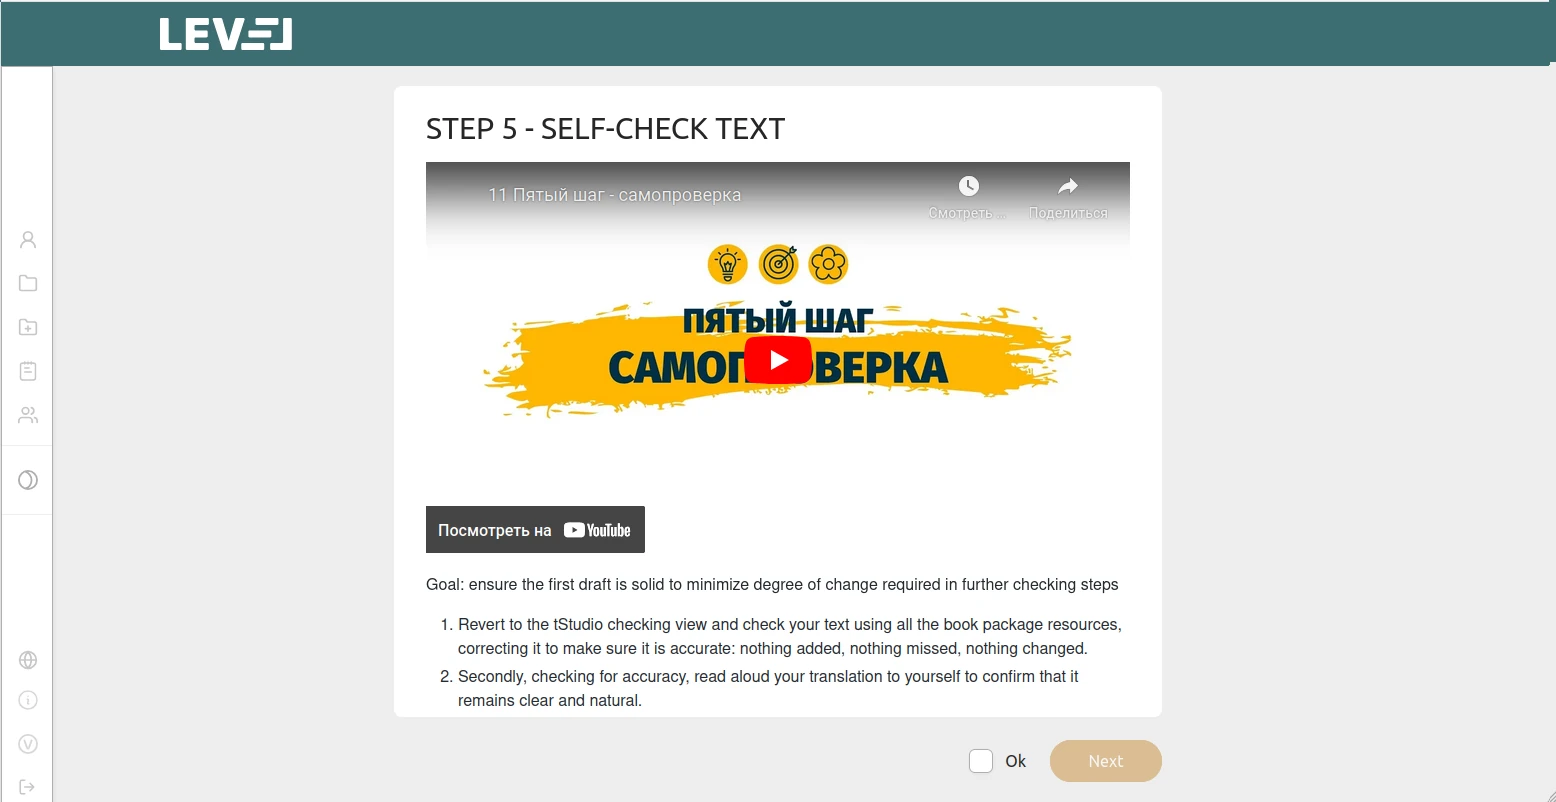 LEVEL
STEP 5 - SELF-CHECK TEXT
11 Пятый шаг - самопроверка
Смотреть ...
Поделиться
ПЯТЫЙ ШАГ
САМОП ОВЕРКА
Посмотреть на YouTube
Goal: ensure the first draft is solid to minimize degree of change required in further checking steps
1. Revert to the tStudio checking view and check your text using all the book package resources,
correcting it to make sure it is accurate: nothing added, nothing missed, nothing changed.
2. Secondly, checking for accuracy, read aloud your translation to yourself to confirm that it
remains clear and natural.
Ok
Next